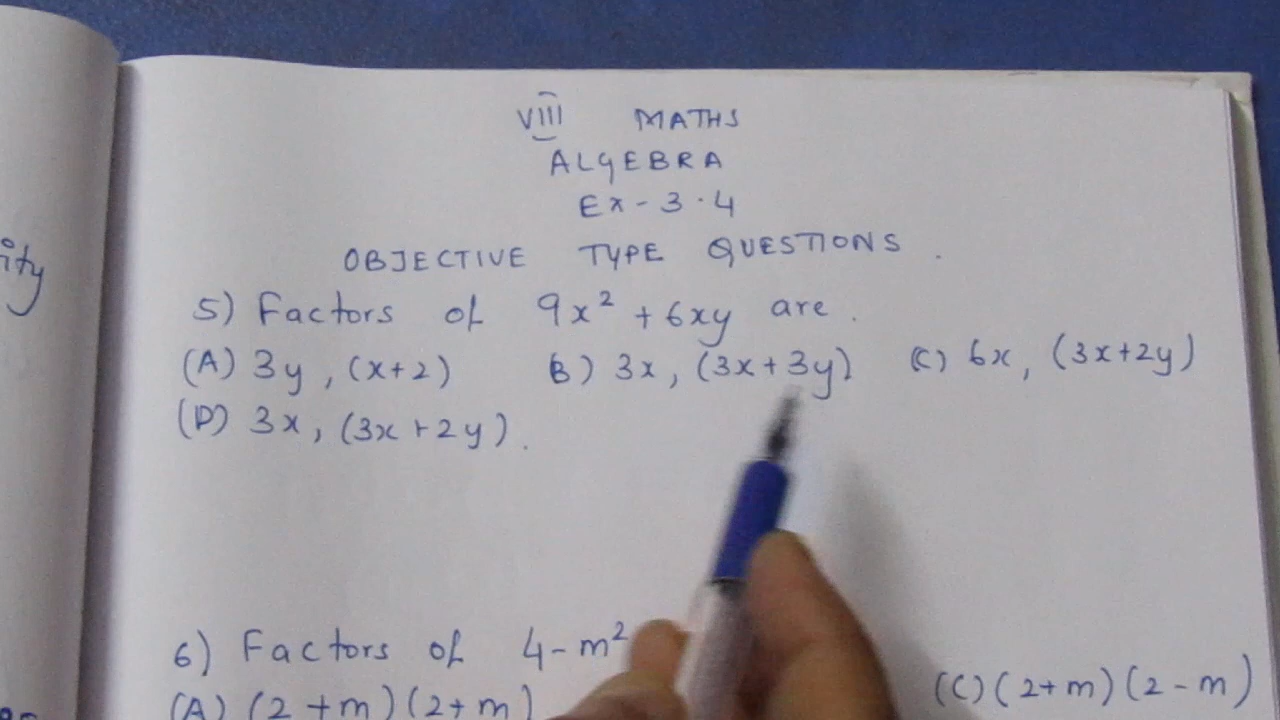 VIII MATHS
ALGEBRA
Ex - 3.4
OBJECTIVE TYPE QUESTIONS.
5) Factors of 9x² + 6xy are.
(A) 3y, (x+2) B) 3x, (3x+3y) (C) 6x, (3x+2y)
(D) 3x, (3x+2y).
6) Factors of 4-m²
(A) (2+m)(2+m) (C) (2+m)(2-m)